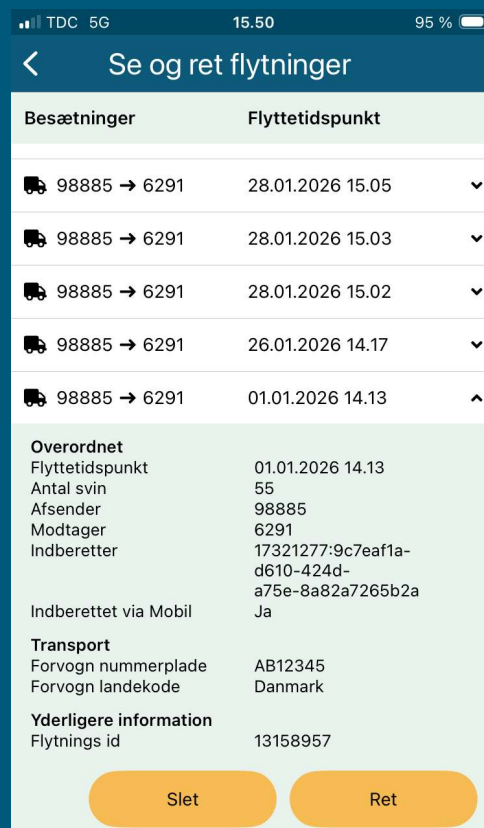 TDC 5G 15.50 95 %
Se og ret flytninger
Besætninger Flyttetidspunkt
98885 → 6291 28.01.2026 15.05
98885 → 6291 28.01.2026 15.03
98885 → 6291 28.01.2026 15.02
98885 → 6291 26.01.2026 14.17
98885 → 6291 01.01.2026 14.13
Overordnet
Flyttetidspunkt 01.01.2026 14.13
Antal svin 55
Afsender 98885
Modtager 6291
Indberetter 17321277:9c7eaf1a-
d610-424d-
a75e-8a82a7265b2a
Indberettet via Mobil Ja
Transport
Forvogn nummerplade AB12345
Forvogn landekode Danmark
Yderligere information
Flytnings id 13158957
Slet Ret